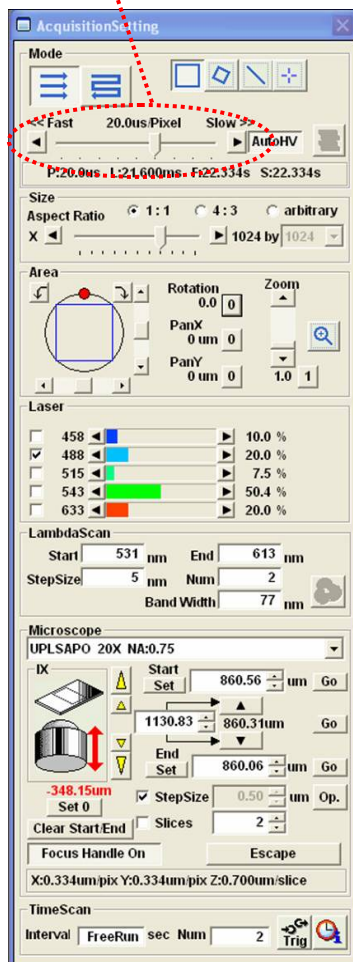 AcquisitionSetting
Mode
<< Fast 20.0us/Pixel Slow >>
AutoHV
P:20.0us L:21.600ms F:22.334s S:22.334s
Size
Aspect Ratio 1:1 4:3 arbitrary
X 1024 by 1024
Area
Rotation Zoom
0.0 0
PanX
0 um 0
PanY
0 um 0 1.0 1
Laser
458 10.0 %
488 20.0 %
515 7.5 %
543 50.4 %
633 20.0 %
LambdaScan
Start 531 nm End 613 nm
StepSize 5 nm Num 2
Band Width 77 nm
Microscope
UPLSAPO 20X NA:0.75
IX Start
Set 860.56 um Go
1130.83 860.31um Go
End
Set 860.06 um Go
-348.15um
Set 0 StepSize 0.50 um Op.
Clear Start/End Slices 2
Focus Handle On Escape
X:0.334um/pix Y:0.334um/pix Z:0.700um/slice
TimeScan
Interval FreeRun sec Num 2 Trig